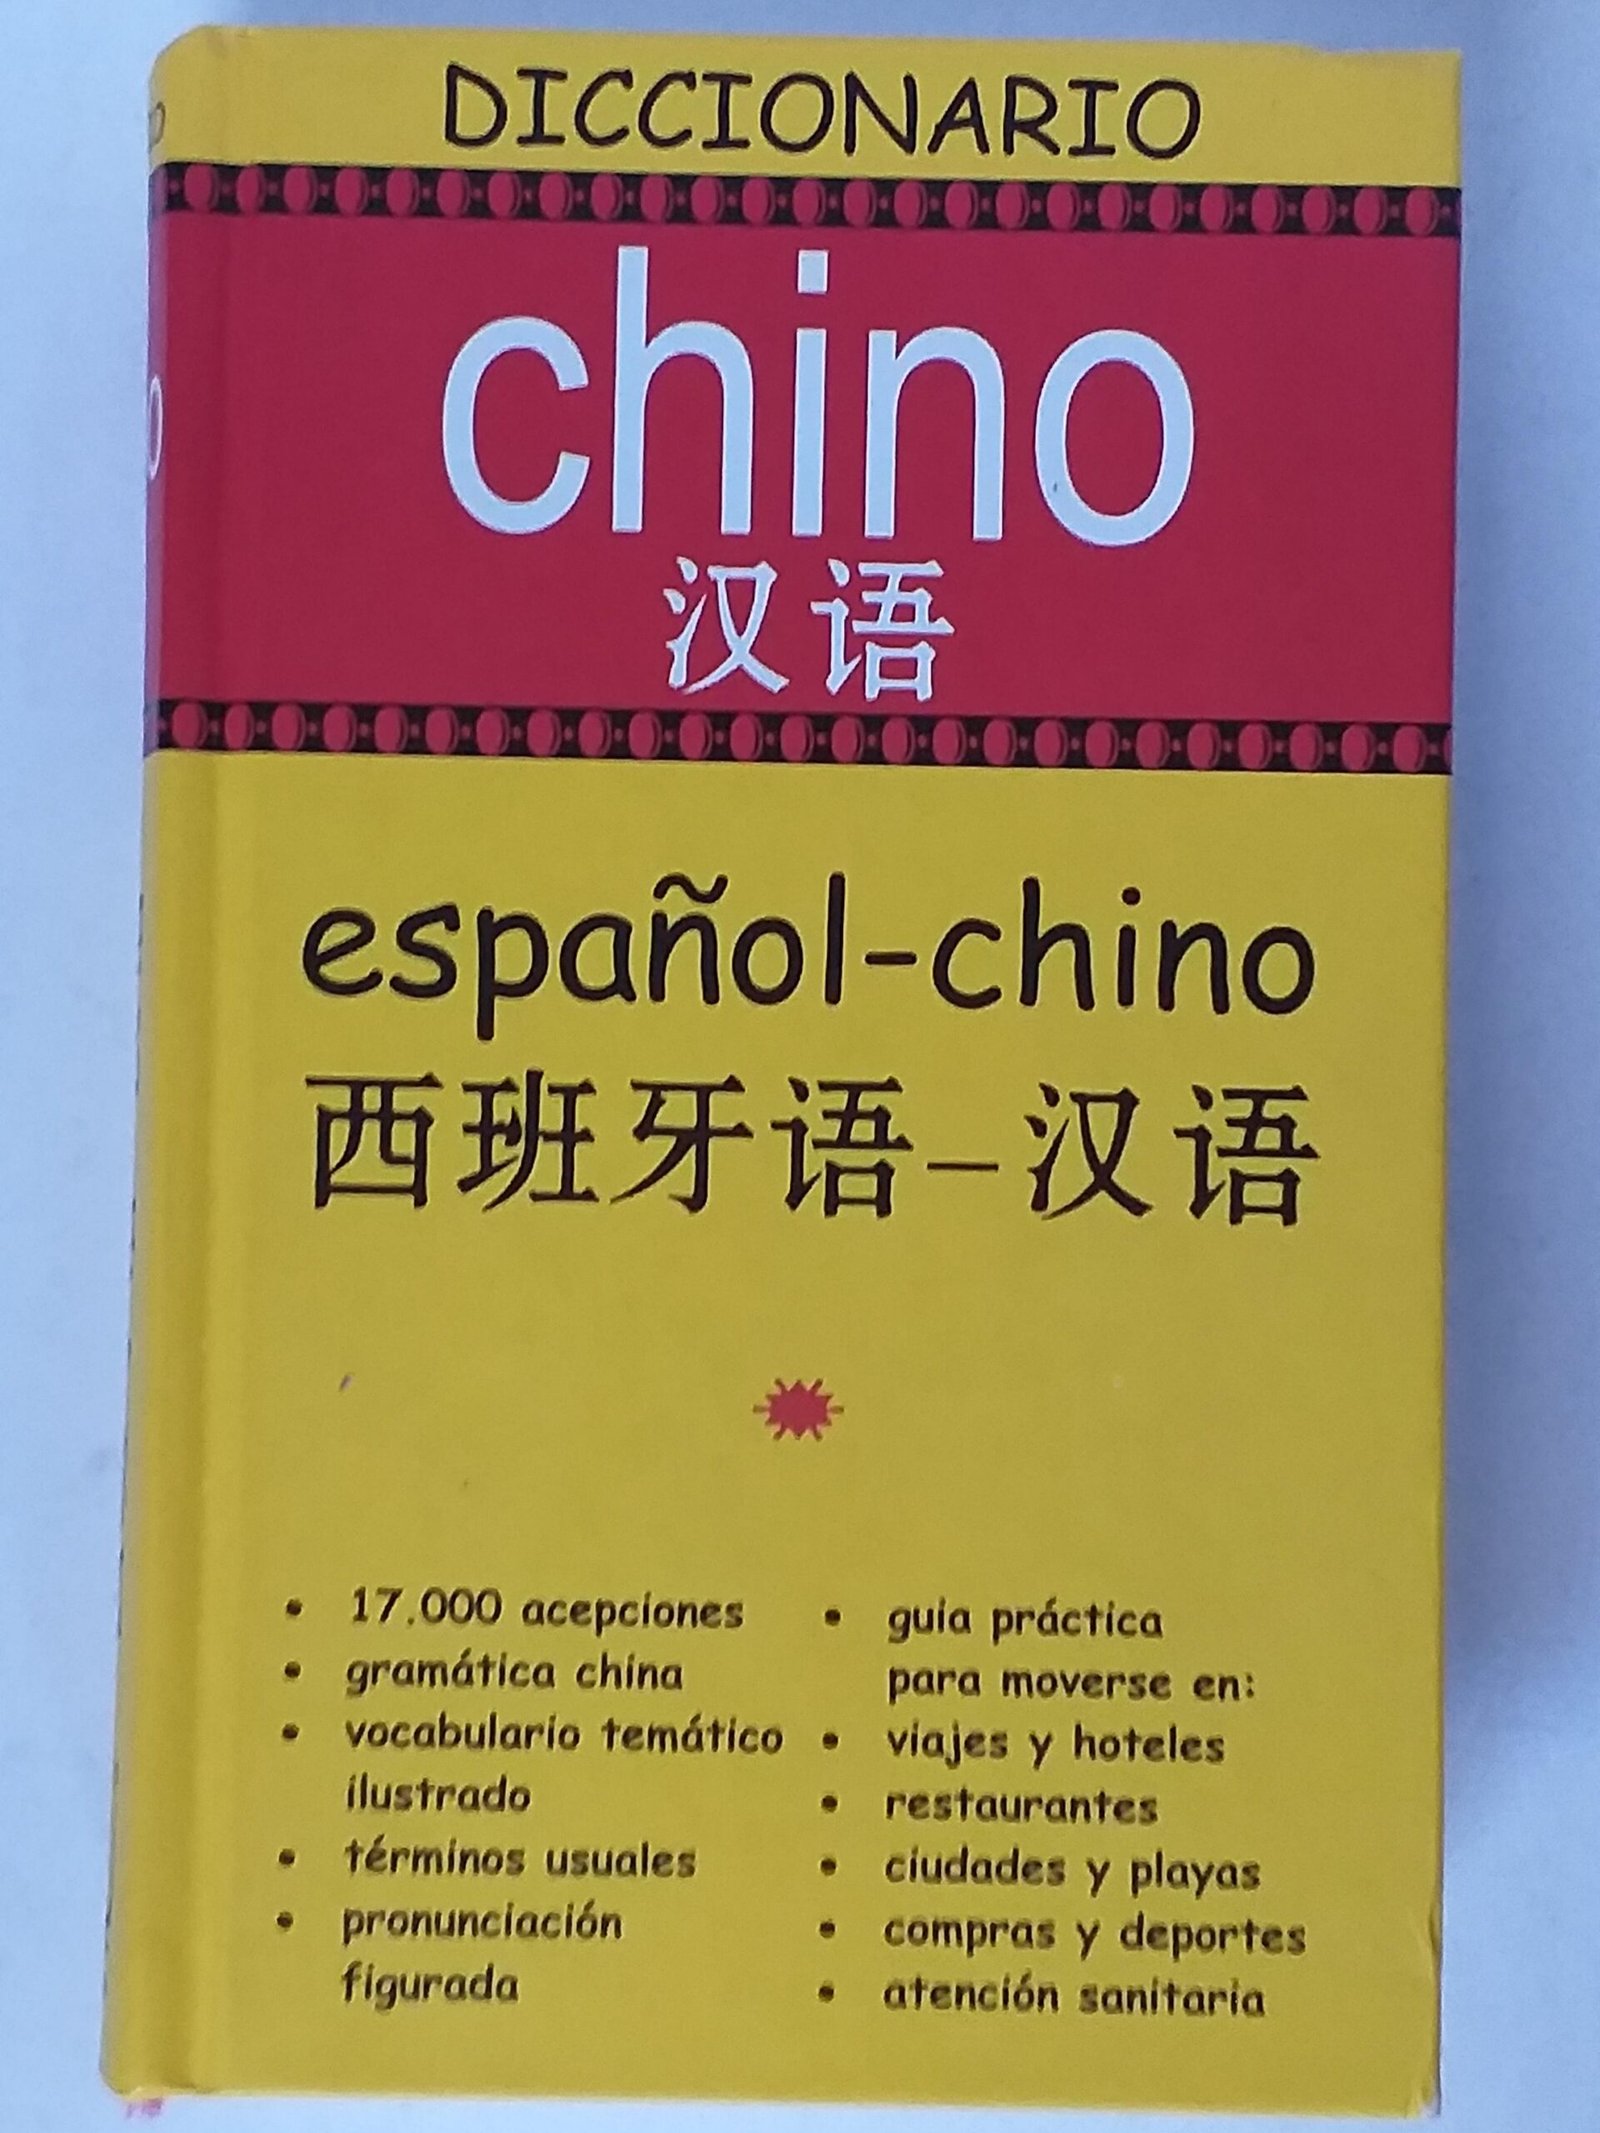 DICCIONARIO
chino
汉语
español-chino
西班牙语-汉语
• 17.000 acepciones
• gramática china
• vocabulario temático
ilustrado
• términos usuales
• pronunciación
figurada
• guia práctica
para moverse en:
• viajes y hoteles
• restaurantes
• ciudades y playas
• compras y deportes
• atención sanitaria